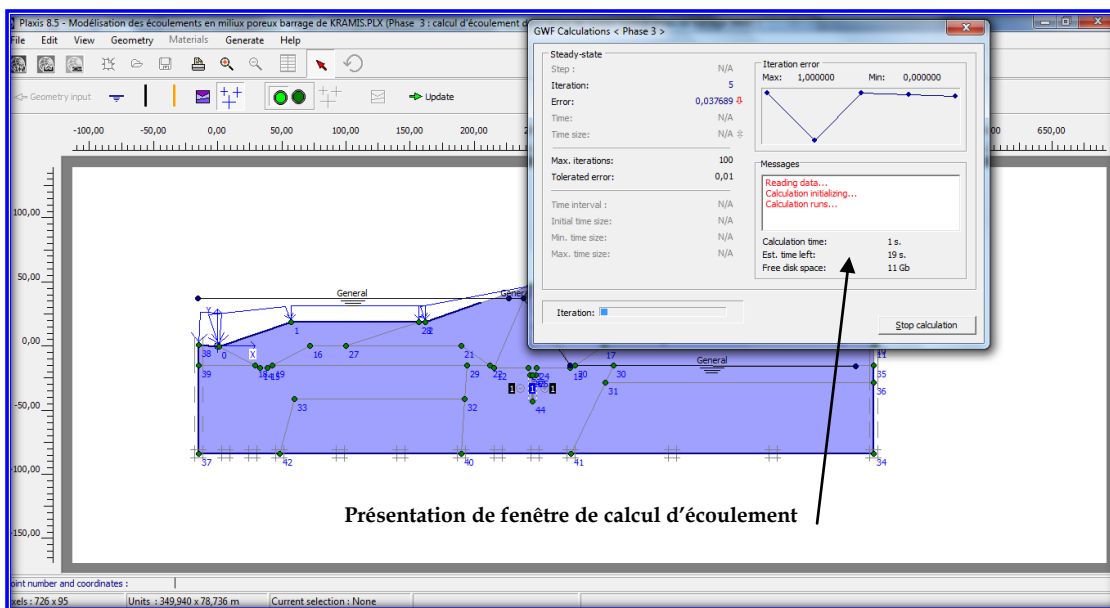 Plaxis 8.5 - Modélisation des écoulements en miliux poreux barrage de KRAMIS.PLX (Phase 3 : calcul d'écoulement d
File Edit View Geometry Materials Generate Help
Geometry input
Update
-100,00 -50,00 0,00 50,00 100,00 150,00 200,00 650,00
100,00
50,00
0,00
-50,00
-100,00
-150,00
General
General
General
Y
X
38 0 1 16 27 28 21 17 11
39 29 12 30 35
33 32 44 31 36
37 42 40 41 34
1 1 1
GWF Calculations < Phase 3 >
Steady-state
Step : N/A
Iteration: 5
Error: 0,037689
Time: N/A
Time size: N/A
Max. iterations: 100
Tolerated error: 0,01
Time interval : N/A
Initial time size: N/A
Min. time size: N/A
Max. time size: N/A
Iteration error
Max: 1,000000 Min: 0,000000
Messages
Reading data...
Calculation initializing...
Calculation runs...
Calculation time: 1 s.
Est. time left: 19 s.
Free disk space: 11 Gb
Iteration:
Stop calculation
Présentation de fenêtre de calcul d'écoulement
oint number and coordinates :
xels : 726 x 95 Units : 349,940 x 78,736 m Current selection : None